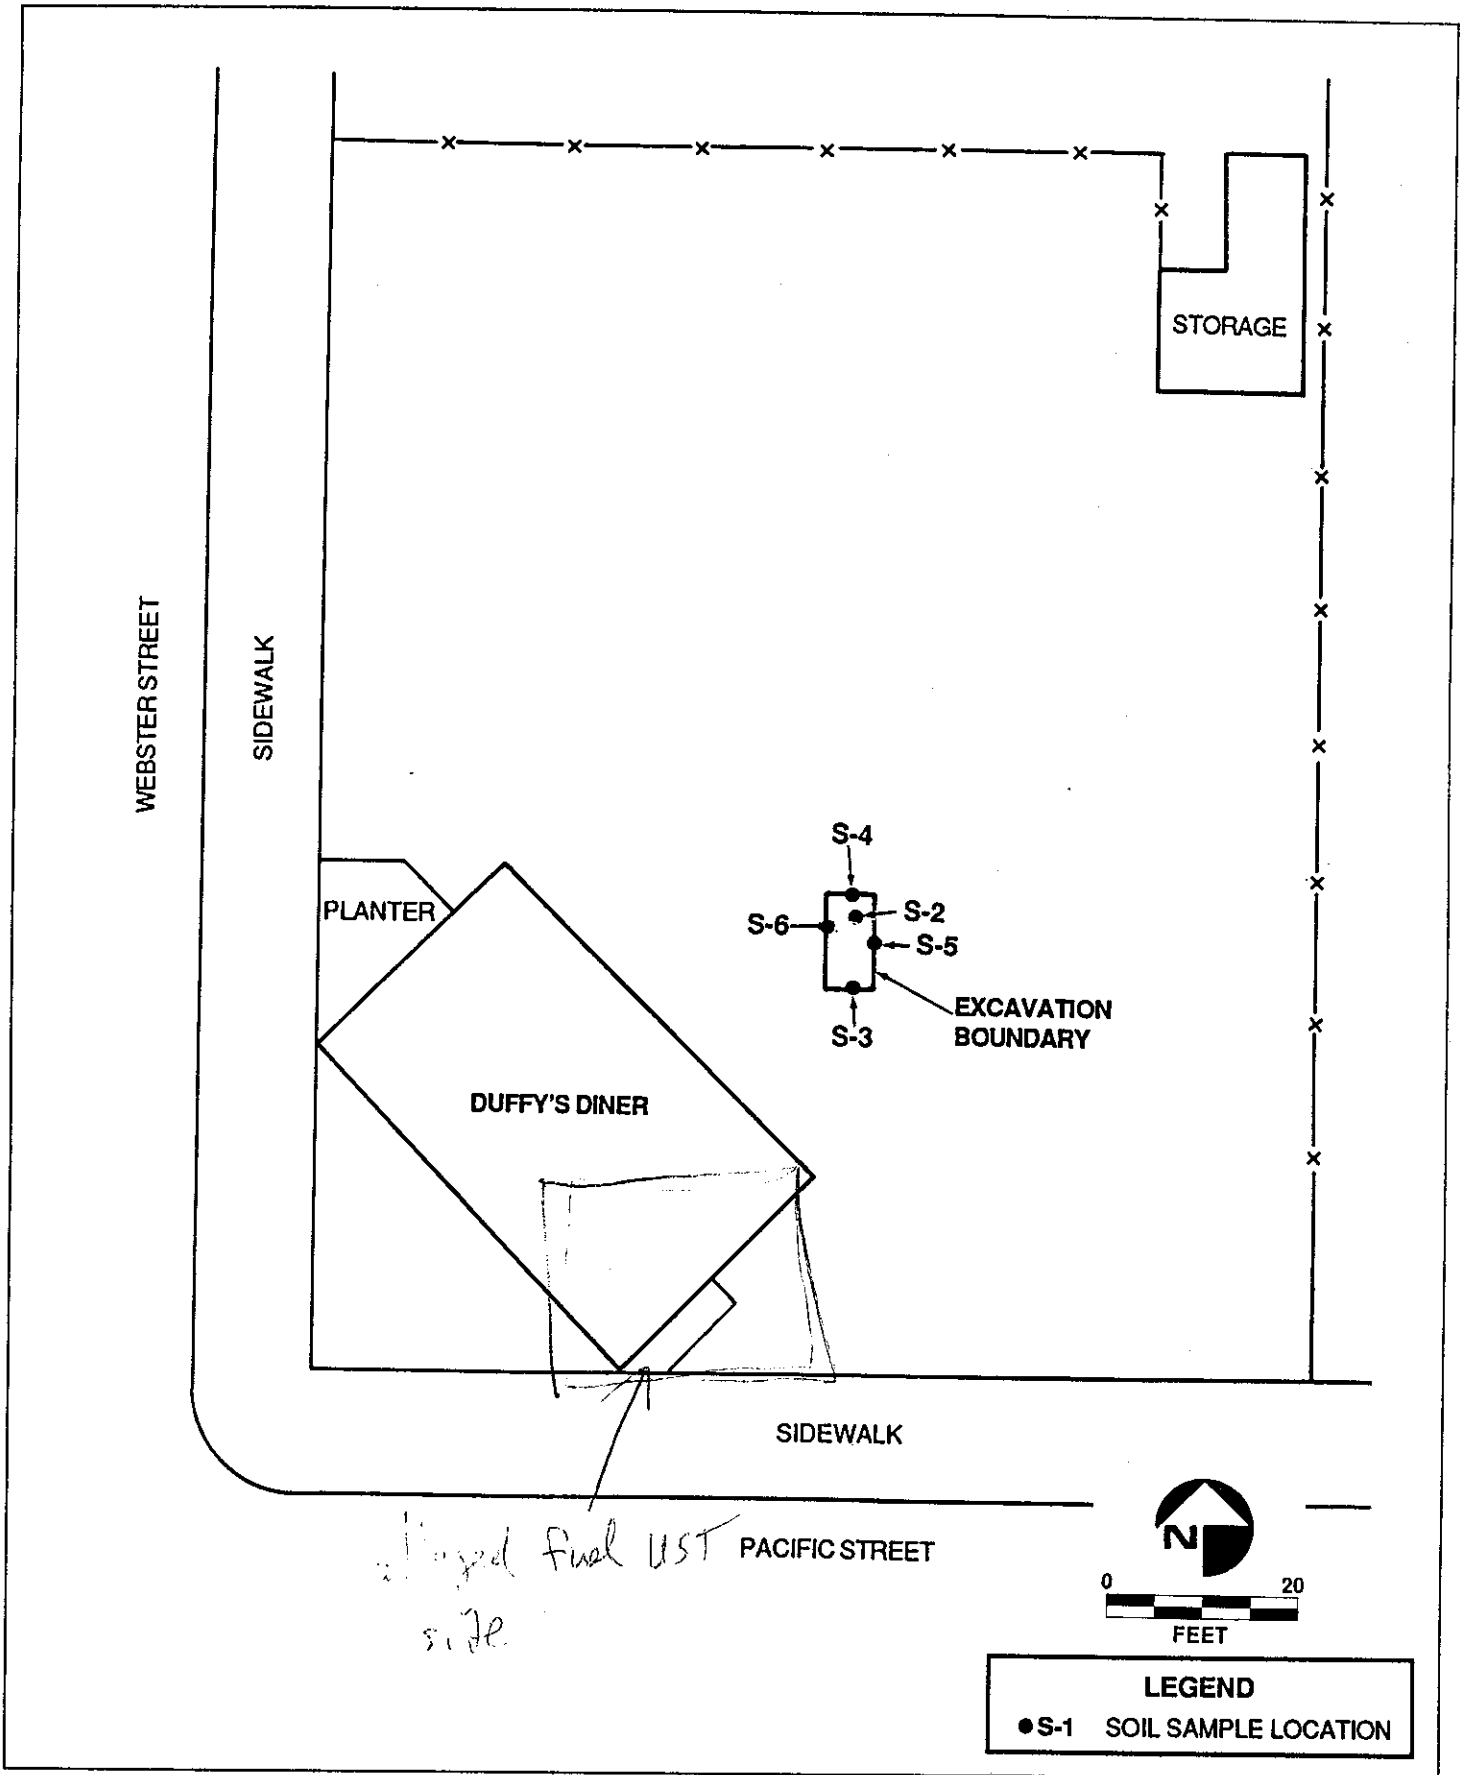 STORAGE
WEBSTER STREET
SIDEWALK
S-4
PLANTER
S-6
S-2
S-5
EXCAVATION
BOUNDARY
S-3
DUFFY'S DINER
SIDEWALK
fuel UST
site
PACIFIC STREET
N
0 20
FEET
LEGEND
S-1 SOIL SAMPLE LOCATION